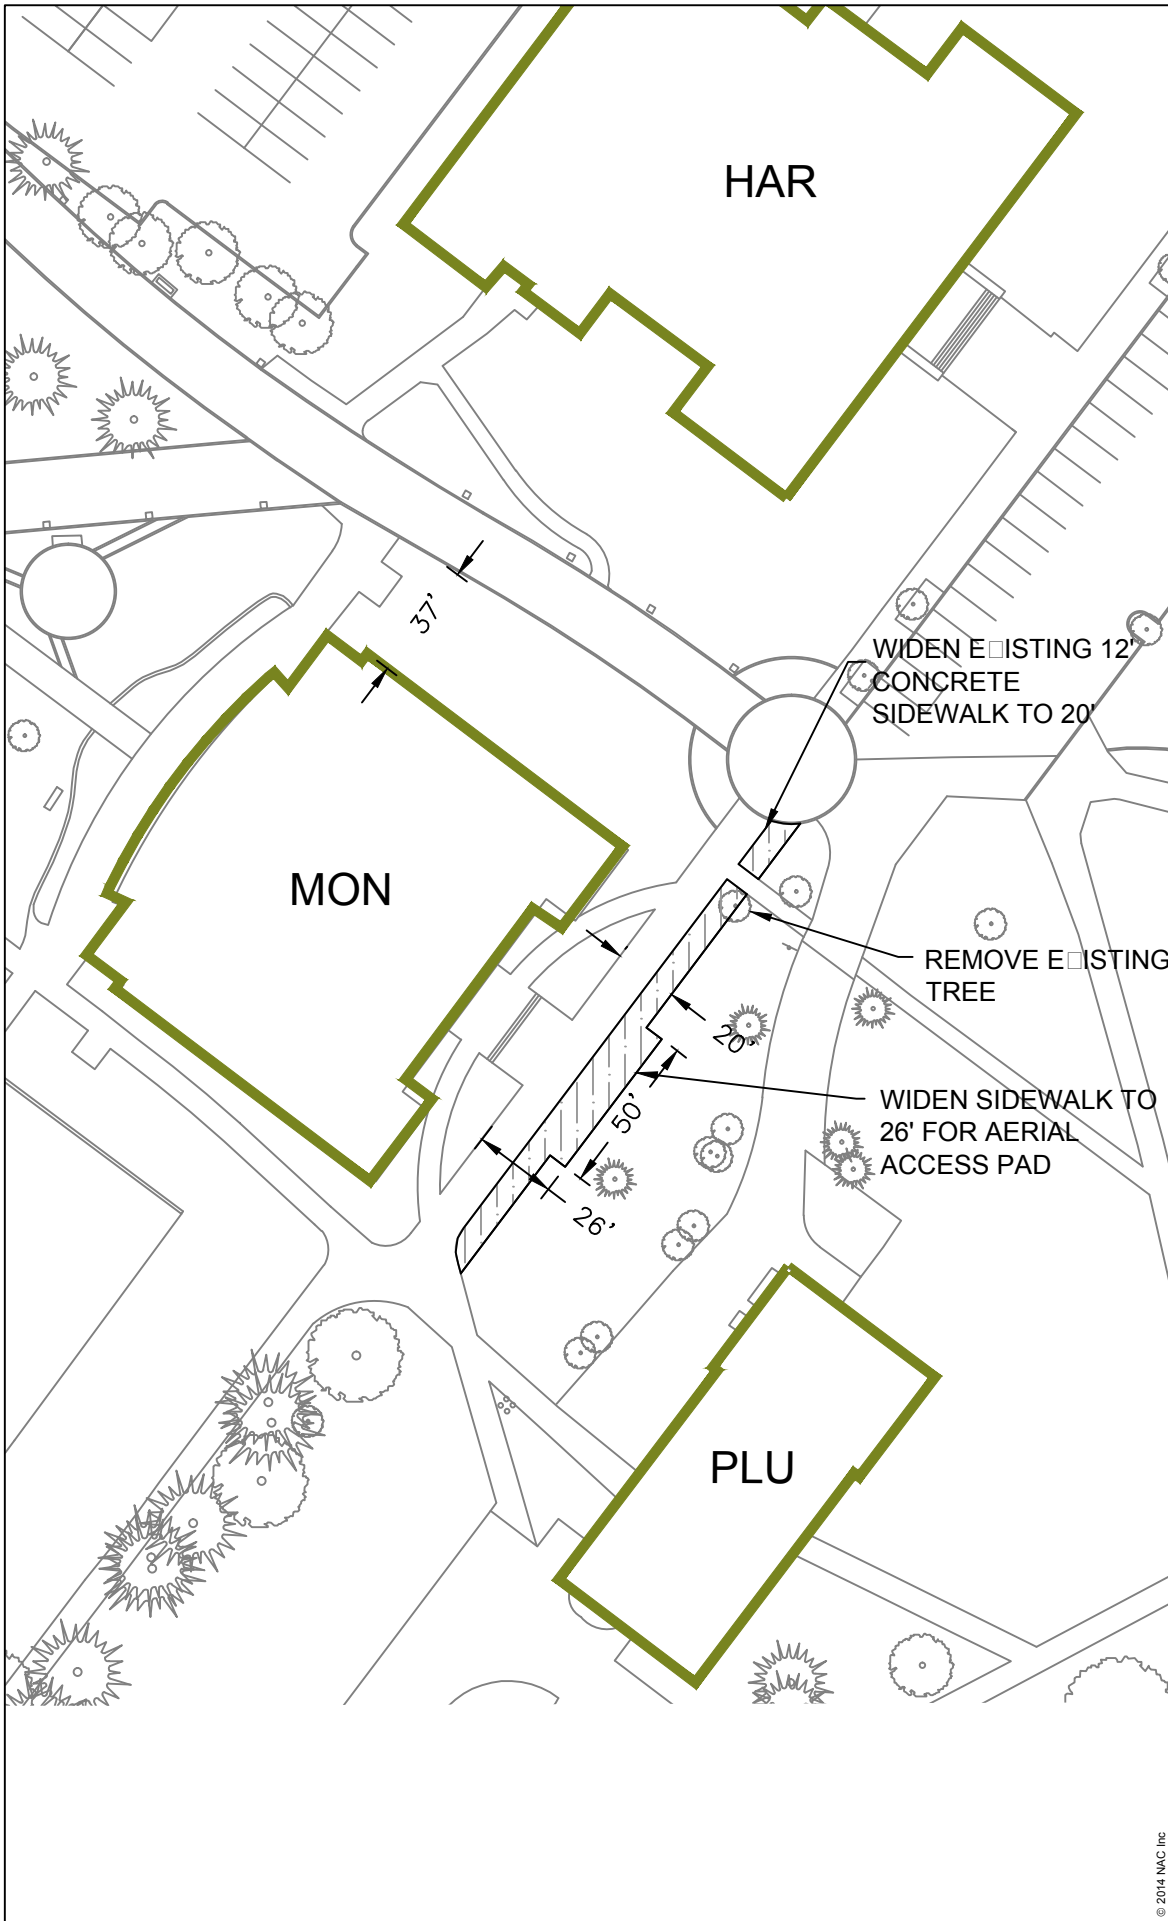 HAR
37'
WIDEN E□ISTING 12'
CONCRETE
SIDEWALK TO 20'
MON
REMOVE E□ISTING
TREE
20'
50'
WIDEN SIDEWALK TO
26' FOR AERIAL
ACCESS PAD
26'
PLU
© 2014 NAC Inc